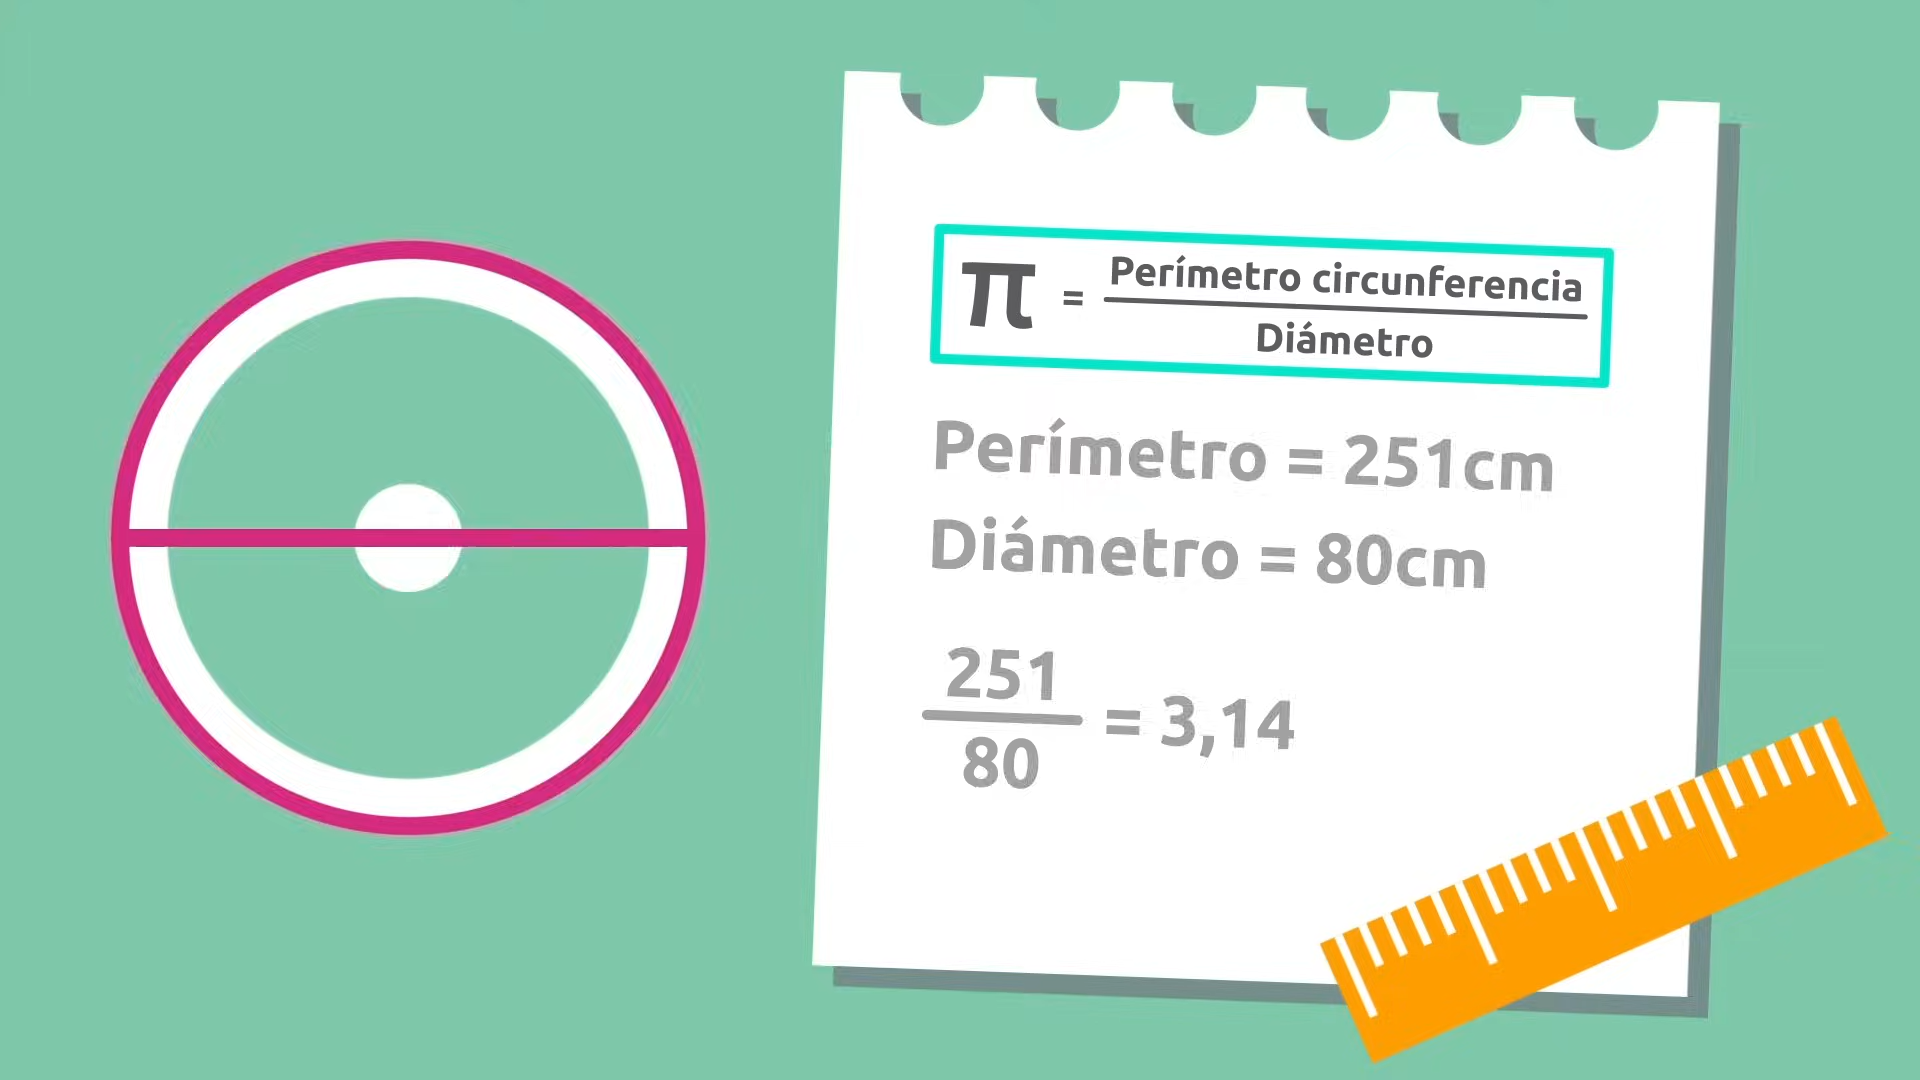 π = Perímetro circunferencia
Diámetro
Perímetro = 251cm
Diámetro = 80cm
251
80
= 3,14